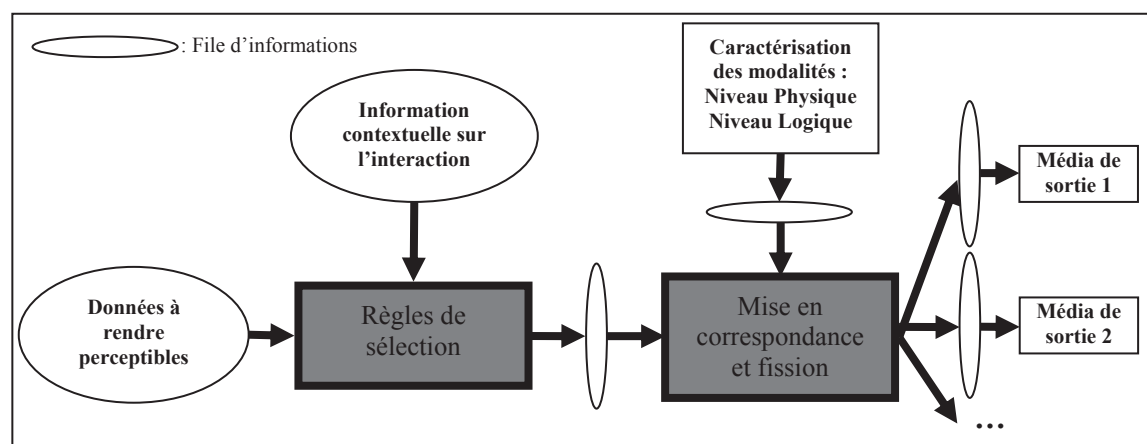 : File d’informations
Caractérisation
des modalités :
Niveau Physique
Niveau Logique
Information
contextuelle sur
l’interaction
Média de
sortie 1
Données à
rendre
perceptibles
Règles de
sélection
Mise en
correspondance
et fission
Média de
sortie 2
...